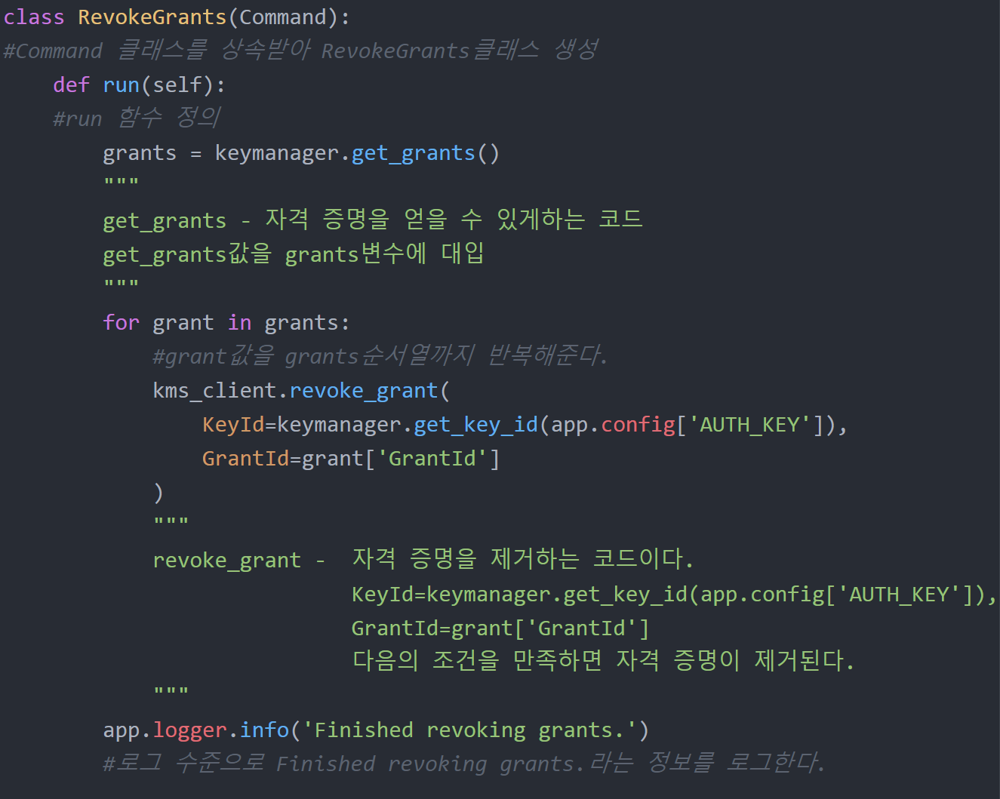 class RevokeGrants(Command):
#Command 클래스를 상속받아 RevokeGrants클래스 생성
    def run(self):
    #run 함수 정의
        grants = keymanager.get_grants()
        """
        get_grants - 자격 증명을 얻을 수 있게하는 코드
        get_grants값을 grants변수에 대입
        """
        for grant in grants:
            #grant값을 grants순서열까지 반복해준다.
            kms_client.revoke_grant(
                KeyId=keymanager.get_key_id(app.config['AUTH_KEY']),
                GrantId=grant['GrantId']
            )
            """
            revoke_grant -  자격 증명을 제거하는 코드이다.
                            KeyId=keymanager.get_key_id(app.config['AUTH_KEY']),
                            GrantId=grant['GrantId']
                            다음의 조건을 만족하면 자격 증명이 제거된다.
            """
        app.logger.info('Finished revoking grants.')
        #로그 수준으로 Finished revoking grants.라는 정보를 로그한다.